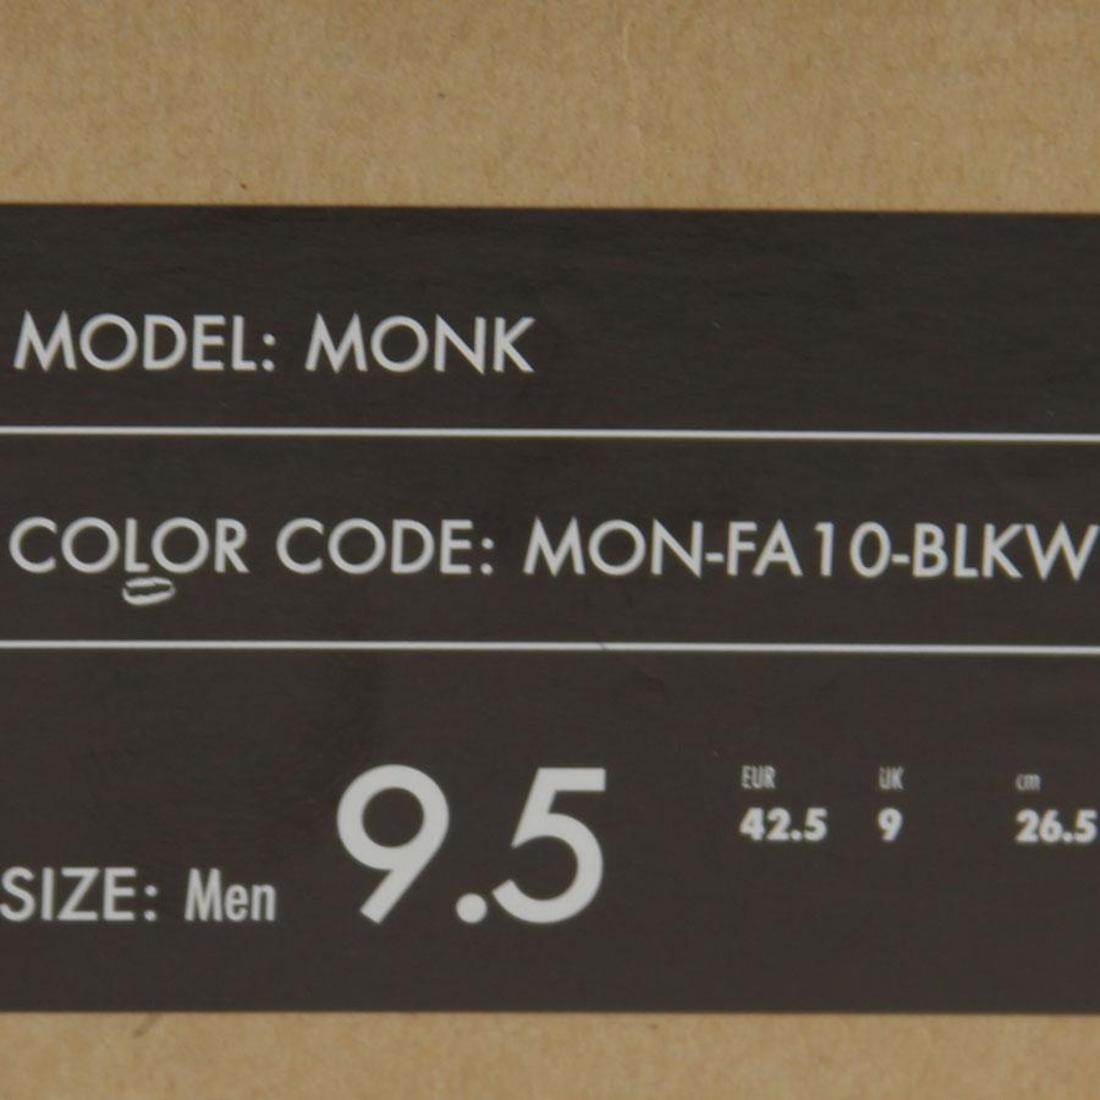 MODEL: MONK
COLOR CODE: MON-FA10-BLKW
EUR UK cm
42.5 9 26.5
SIZE: Men 9.5